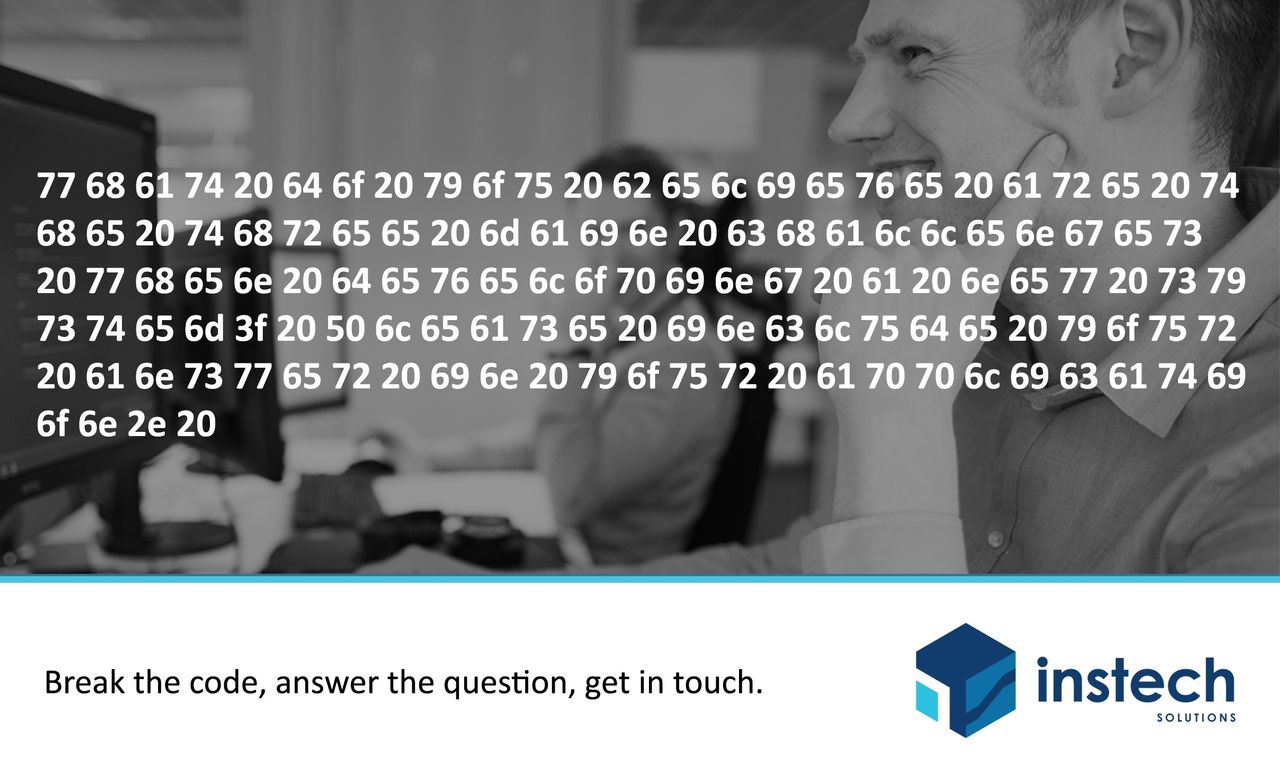 77 68 61 74 20 64 6f 20 79 6f 75 20 62 65 6c 69 65 76 65 20 61 72 65 20 74
68 65 20 74 68 72 65 65 20 6d 61 69 6e 20 63 68 61 6c 6c 65 6e 67 65 73
20 77 68 65 6e 20 64 65 76 65 6c 6f 70 69 6e 67 20 61 20 6e 65 77 20 73 79
73 74 65 6d 3f 20 50 6c 65 61 73 65 20 69 6e 63 6c 75 64 65 20 79 6f 75 72
20 61 6e 73 77 65 72 20 69 6e 20 79 6f 75 72 20 61 70 70 6c 69 63 61 74 69
6f 6e 2e 20
Break the code, answer the question, get in touch.
instech
SOLUTIONS